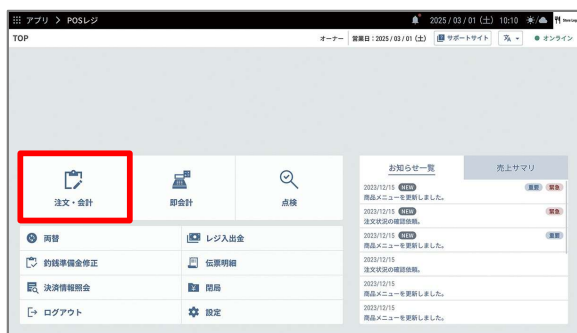 アプリ > POSレジ
2025 / 03 / 01 (土) 10:10
TOP
オーナー 営業日:2025 / 03 / 01 (土) サポートサイト オンライン
注文・会計
即会計
点検
両替
レジ入出金
釣銭準備金修正
伝票明細
決済情報照会
閉局
ログアウト
設定
お知らせ一覧
売上サマリ
2023/12/15 NEW 重要 緊急
商品メニューを更新しました。
2023/12/15 NEW 緊急
注文状況の確認依頼。
2023/12/15 NEW 重要
商品メニューを更新しました。
2023/12/15
注文状況の確認依頼。
2023/12/15
商品メニューを更新しました。
2023/12/15
商品メニューを更新しました。